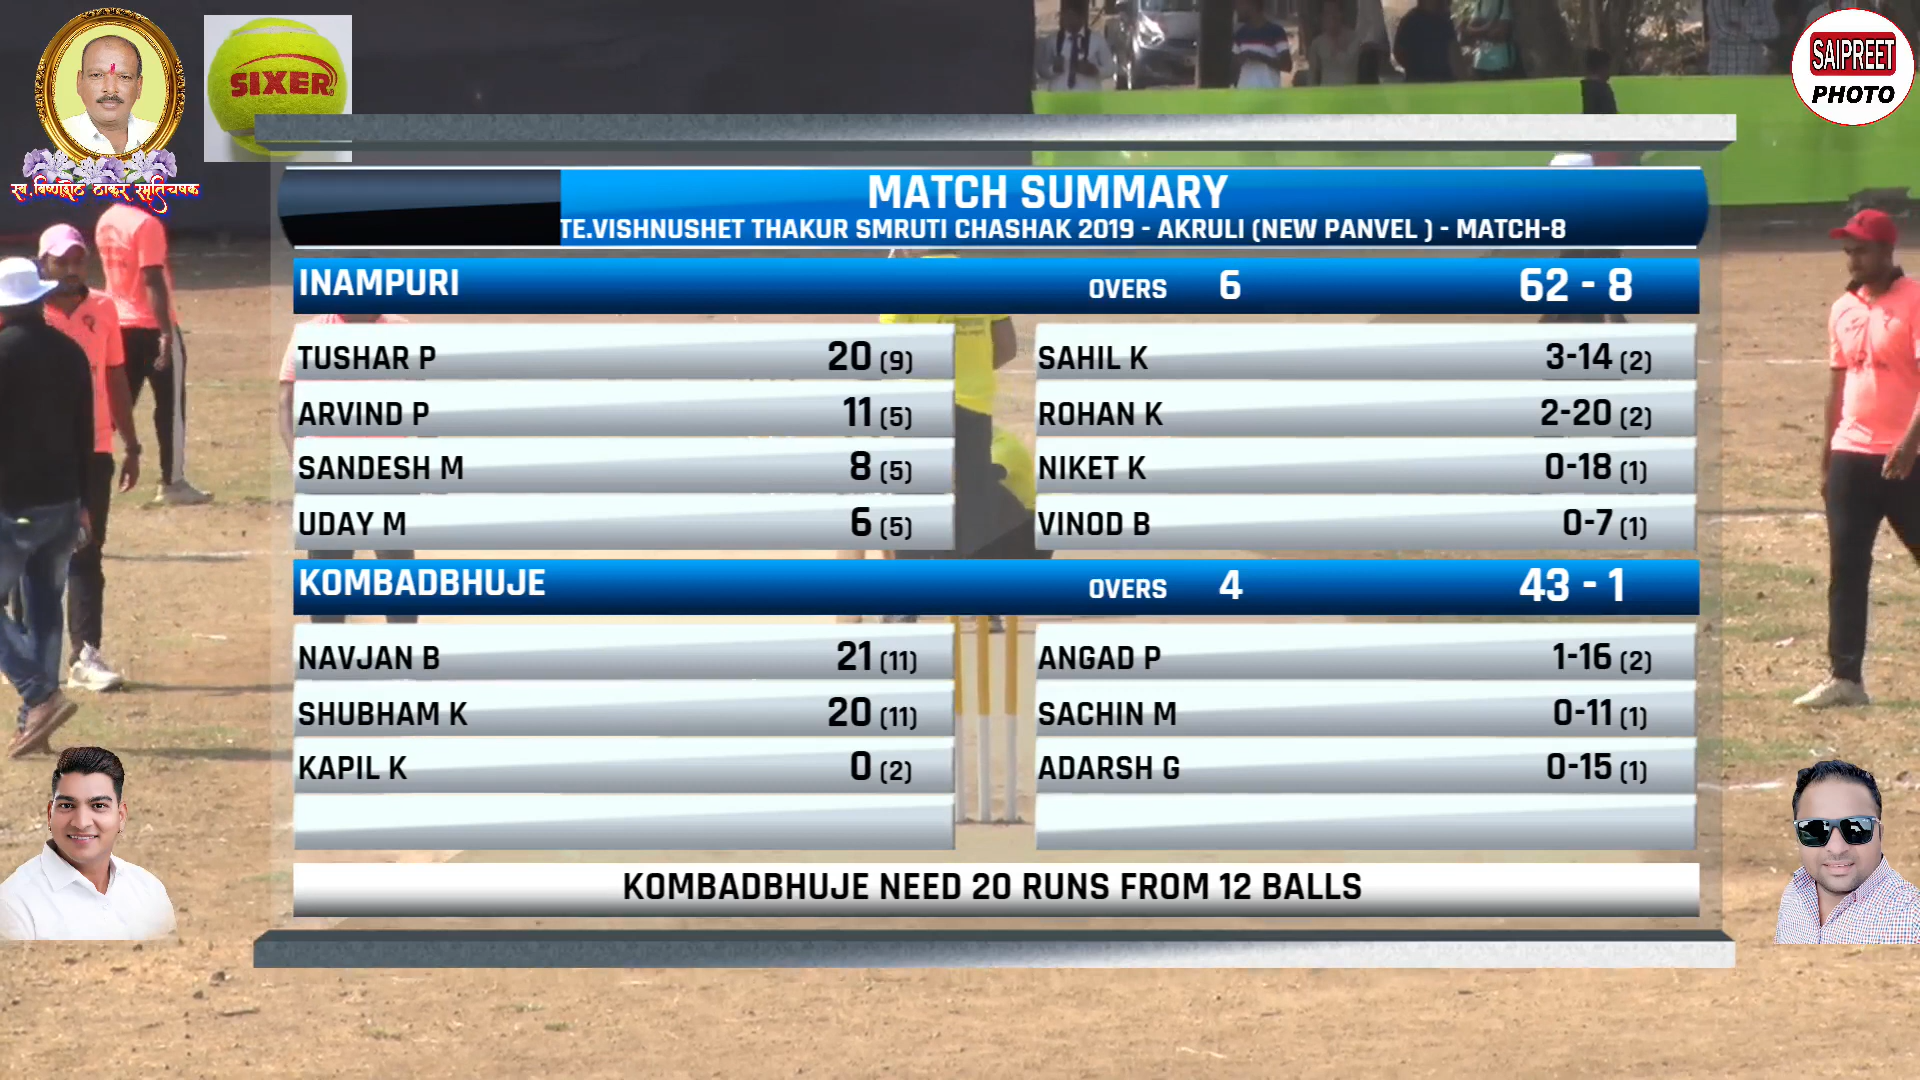 SIXER
SAIPREET
PHOTO
स्व. विष्णूशेठ ठाकूर स्मृतिचषक
MATCH SUMMARY
TE.VISHNUSHET THAKUR SMRUTI CHASHAK 2019 - AKRULI (NEW PANVEL ) - MATCH-8
INAMPURI OVERS 6 62 - 8
TUSHAR P 20 (9) SAHIL K 3-14 (2)
ARVIND P 11 (5) ROHAN K 2-20 (2)
SANDESH M 8 (5) NIKET K 0-18 (1)
UDAY M 6 (5) VINOD B 0-7 (1)
KOMBADBHUJE OVERS 4 43 - 1
NAVJAN B 21 (11) ANGAD P 1-16 (2)
SHUBHAM K 20 (11) SACHIN M 0-11 (1)
KAPIL K 0 (2) ADARSH G 0-15 (1)
KOMBADBHUJE NEED 20 RUNS FROM 12 BALLS